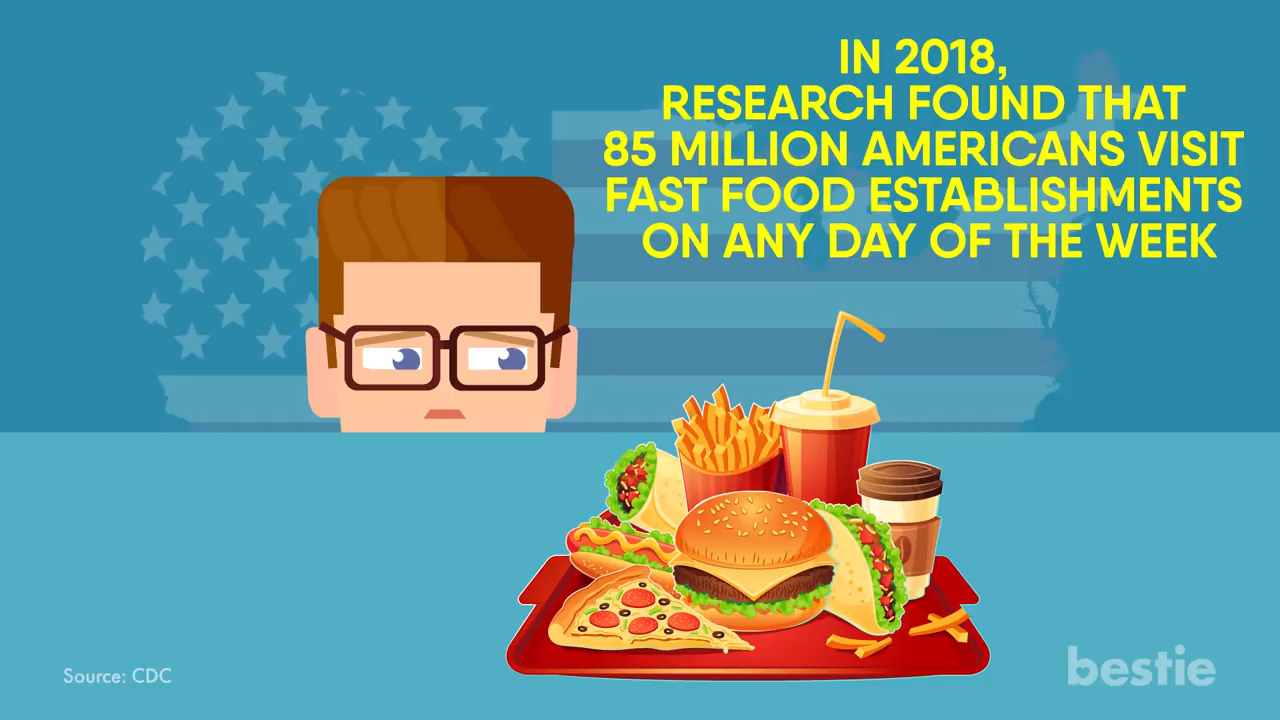 IN 2018,
RESEARCH FOUND THAT
85 MILLION AMERICANS VISIT
FAST FOOD ESTABLISHMENTS
ON ANY DAY OF THE WEEK
Source: CDC
bestie